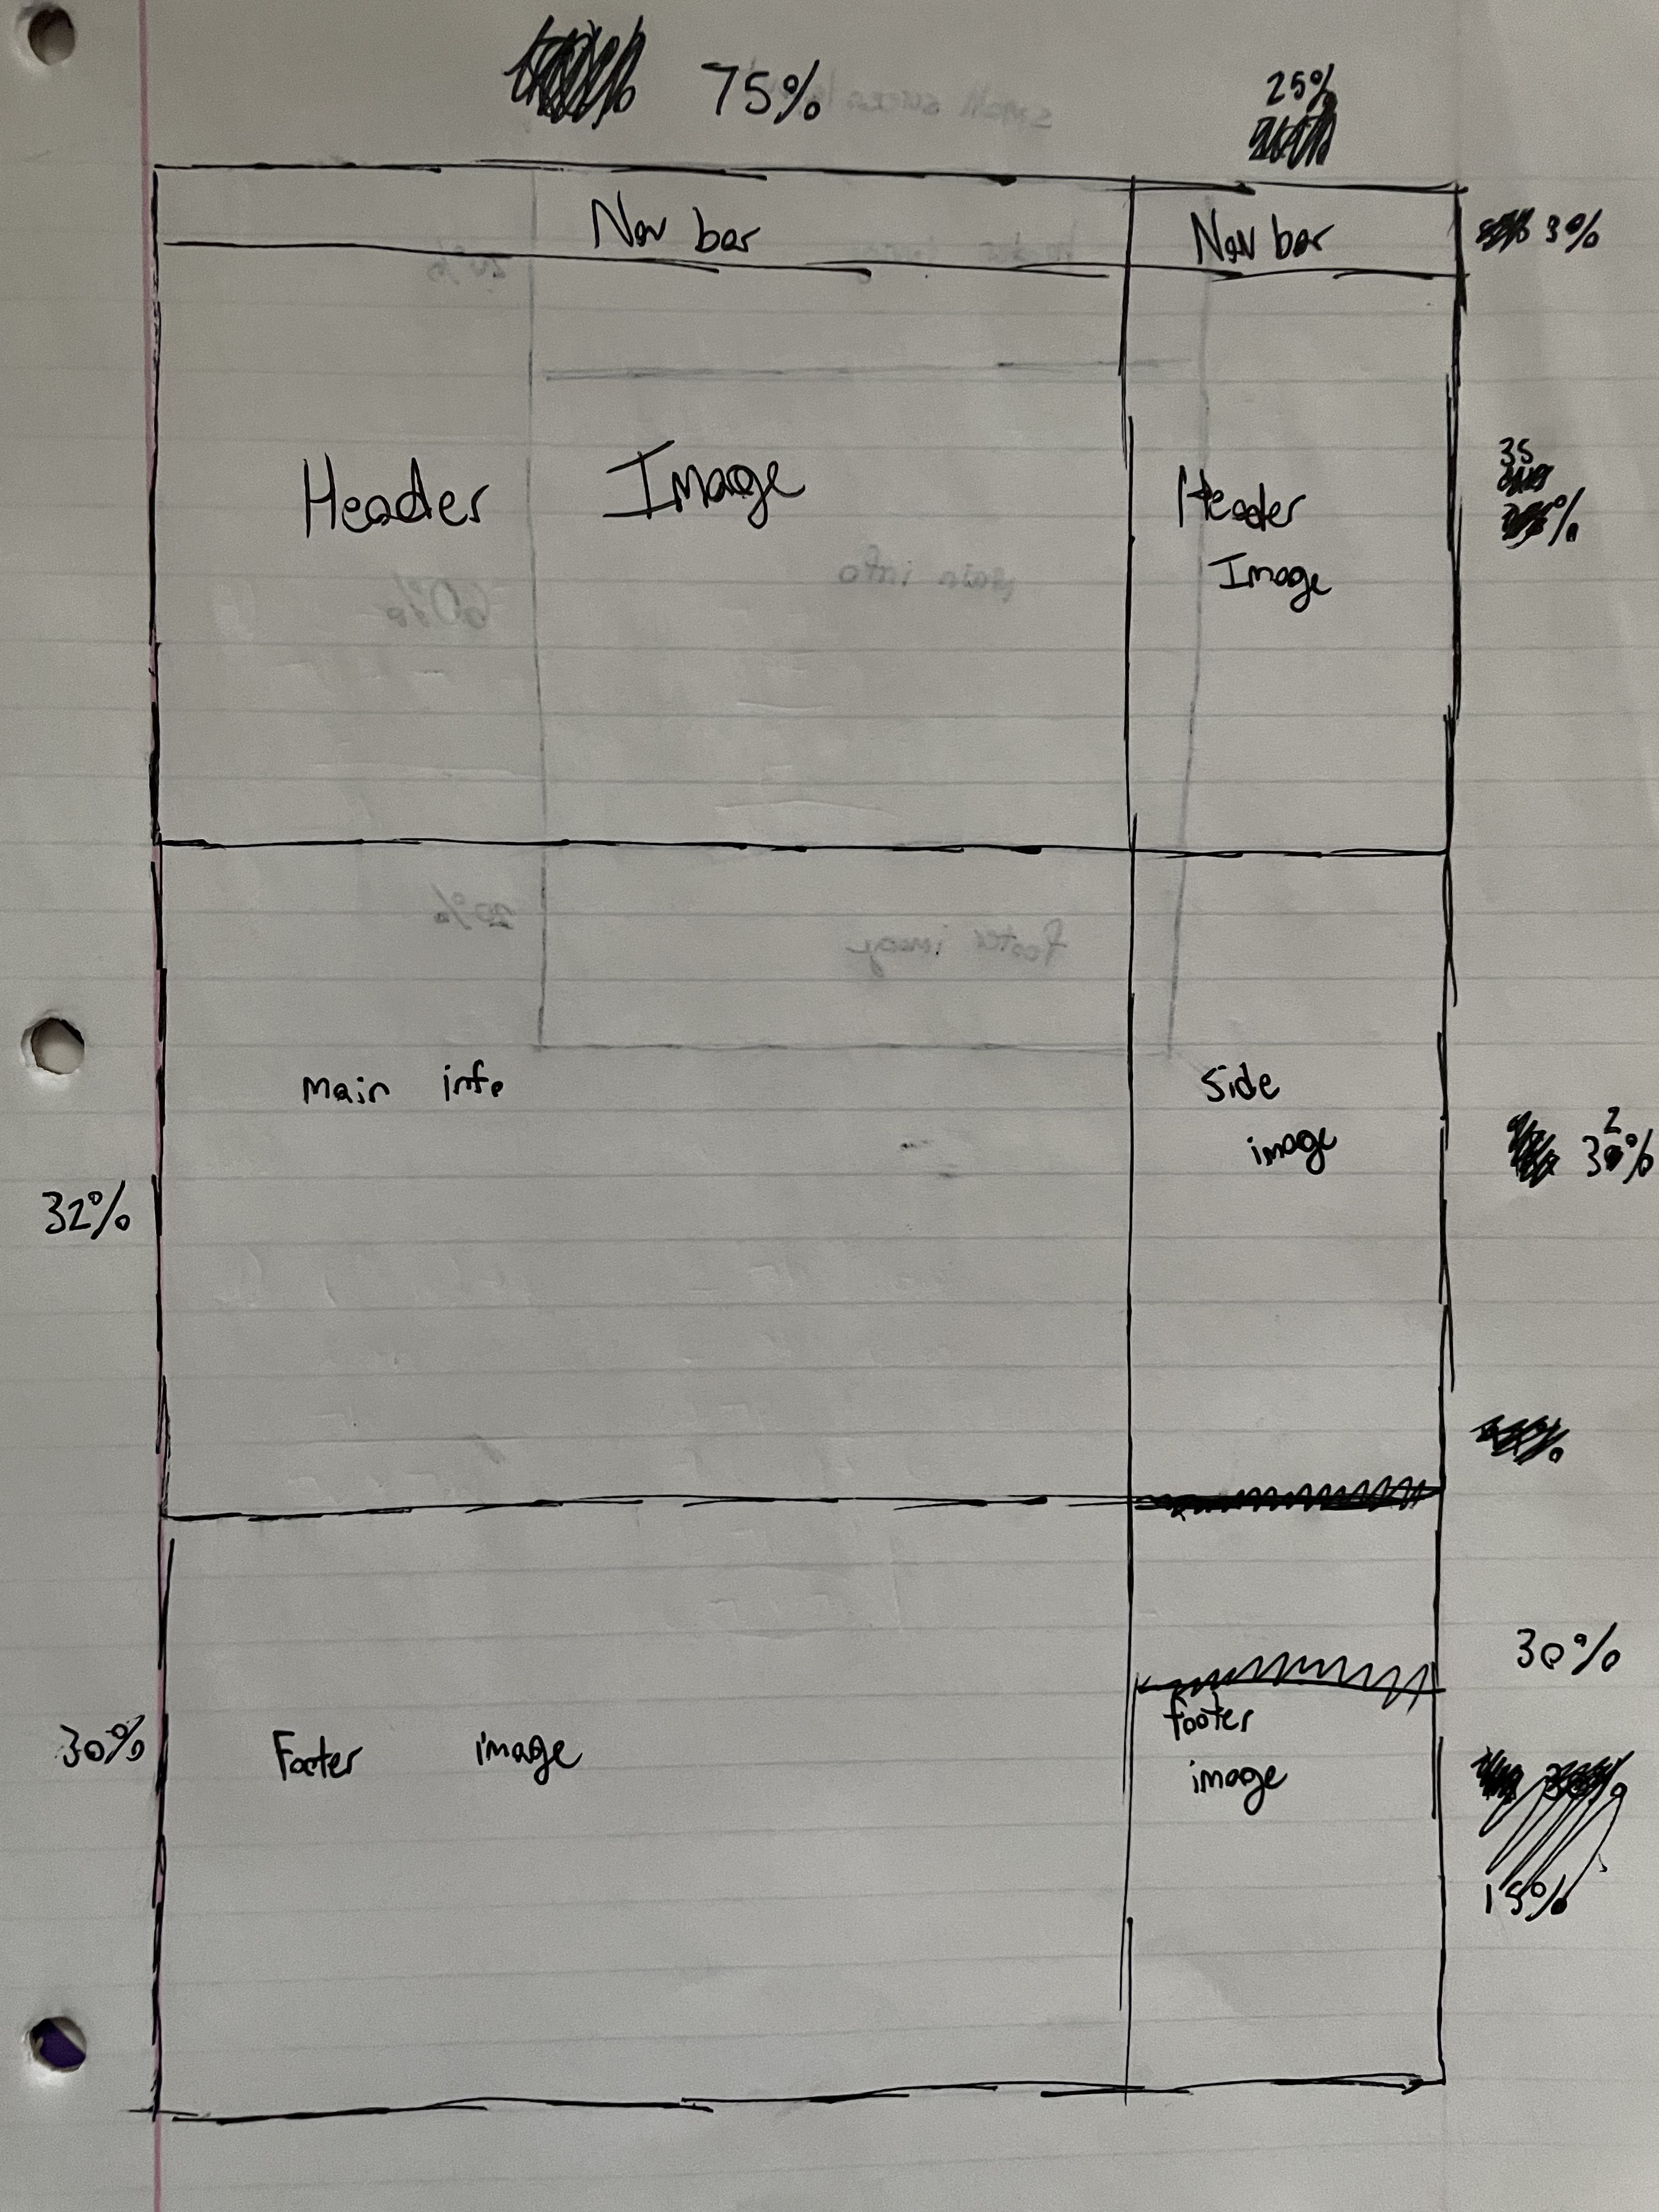 75%
25%
Nav bar
Nav bar
3%
Header Image
Header
Image
35
%
Main info
Side
image
32%
32%
30%
Footer image
footer
image
30%
15%